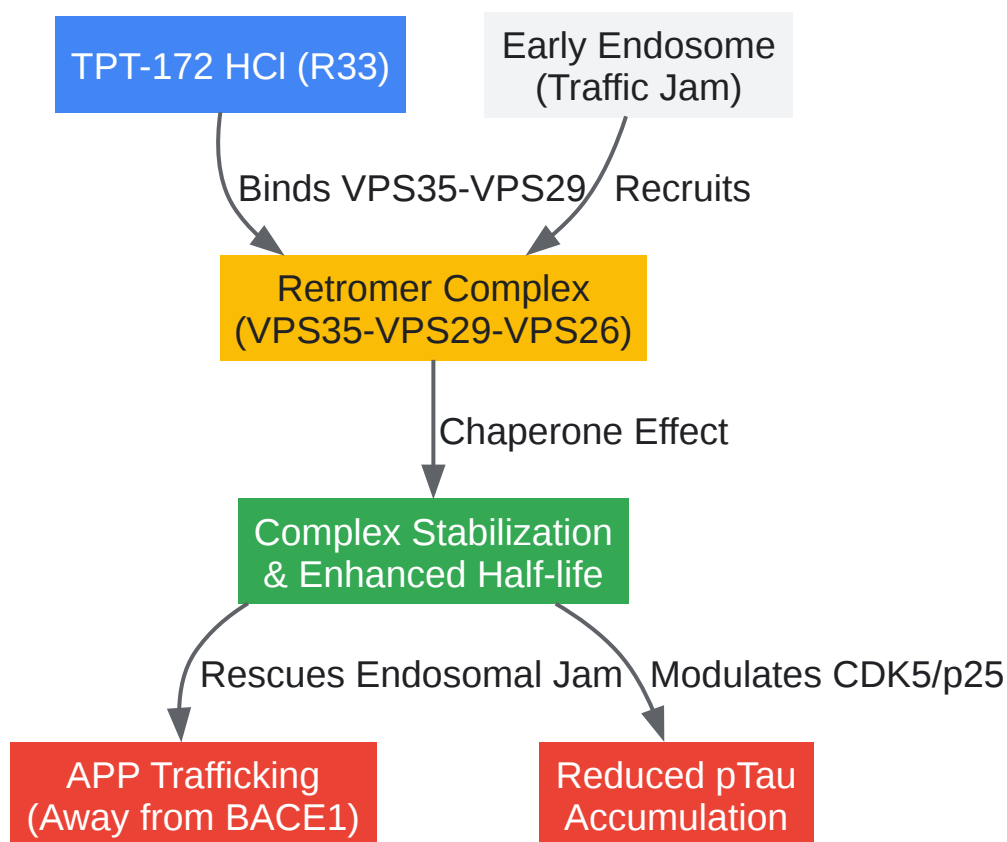 TPT-172 HCl (R33)
Early Endosome
(Traffic Jam)
Binds VPS35-VPS29
Recruits
Retromer Complex
(VPS35-VPS29-VPS26)
Chaperone Effect
Complex Stabilization
& Enhanced Half-life
Rescues Endosomal Jam
Modulates CDK5/p25
APP Trafficking
(Away from BACE1)
Reduced pTau
Accumulation